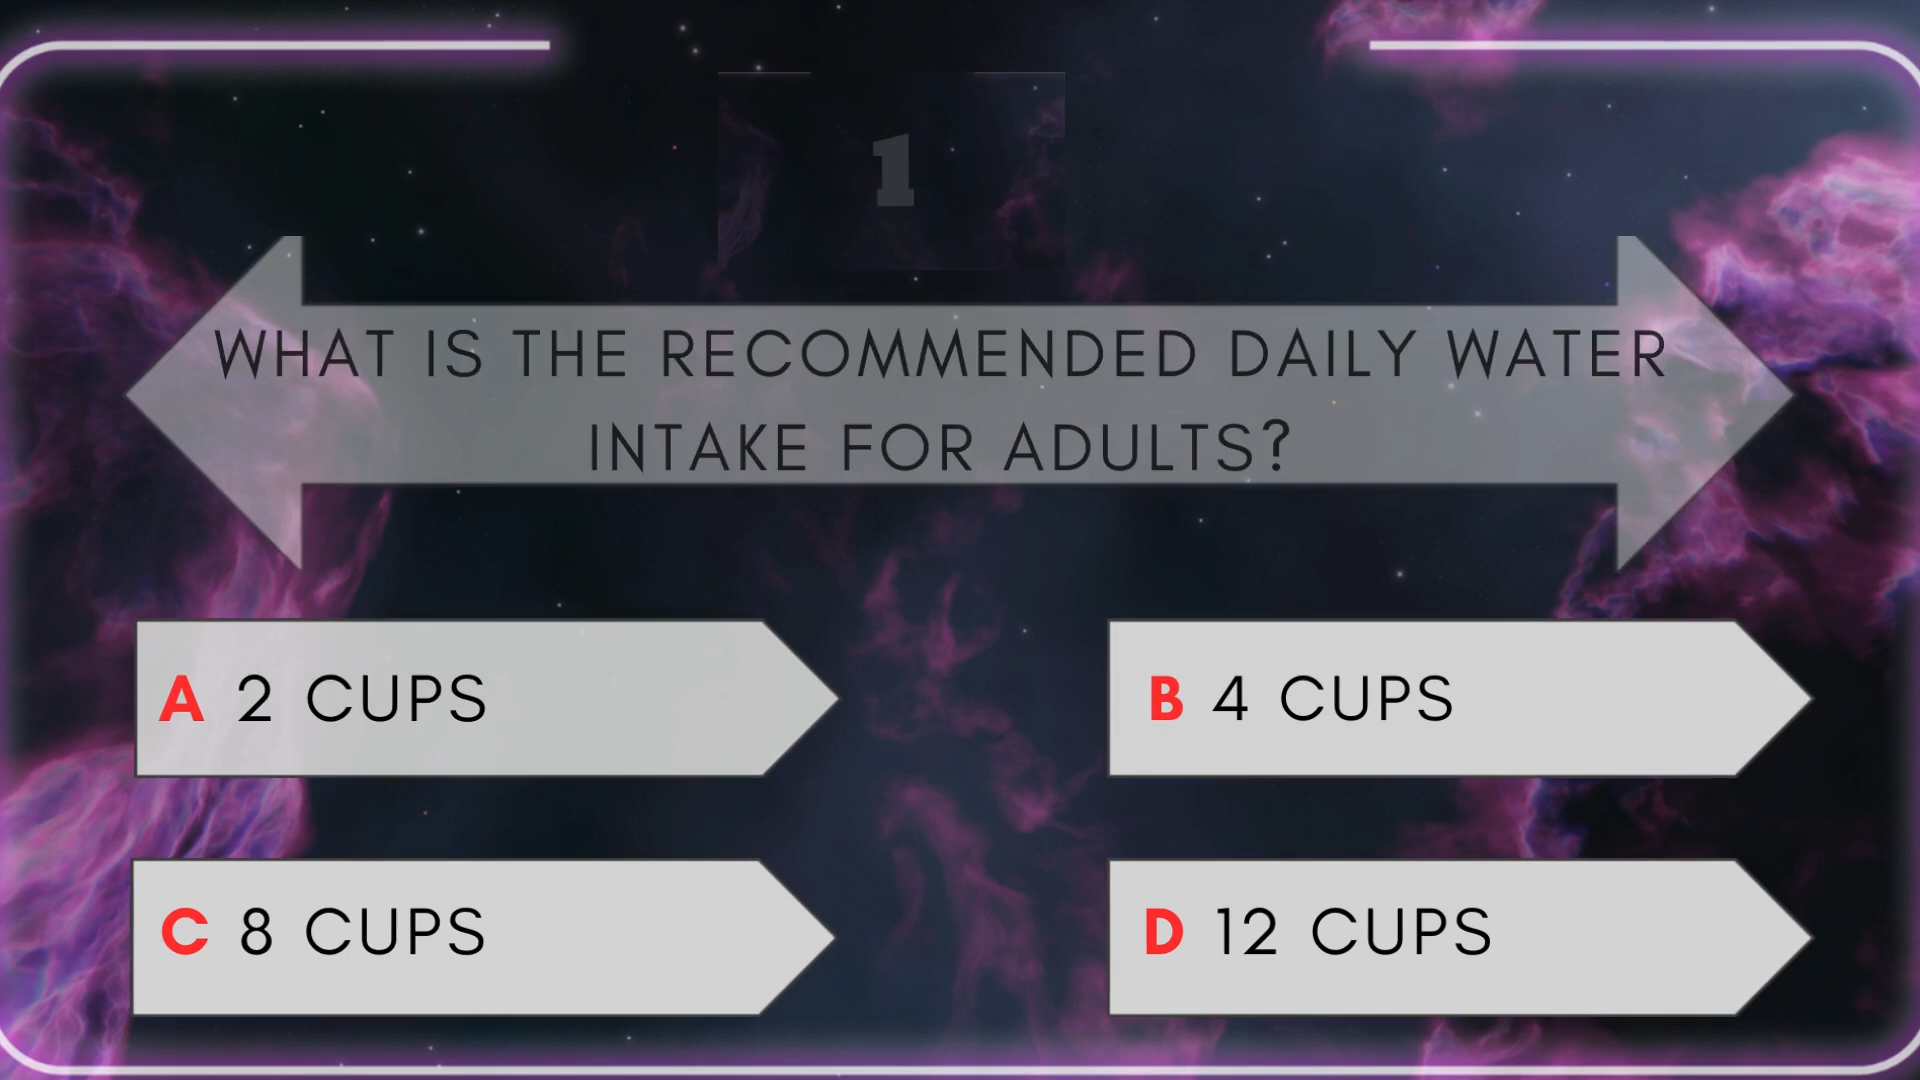 1
WHAT IS THE RECOMMENDED DAILY WATER
INTAKE FOR ADULTS?
A 2 CUPS
B 4 CUPS
C 8 CUPS
D 12 CUPS